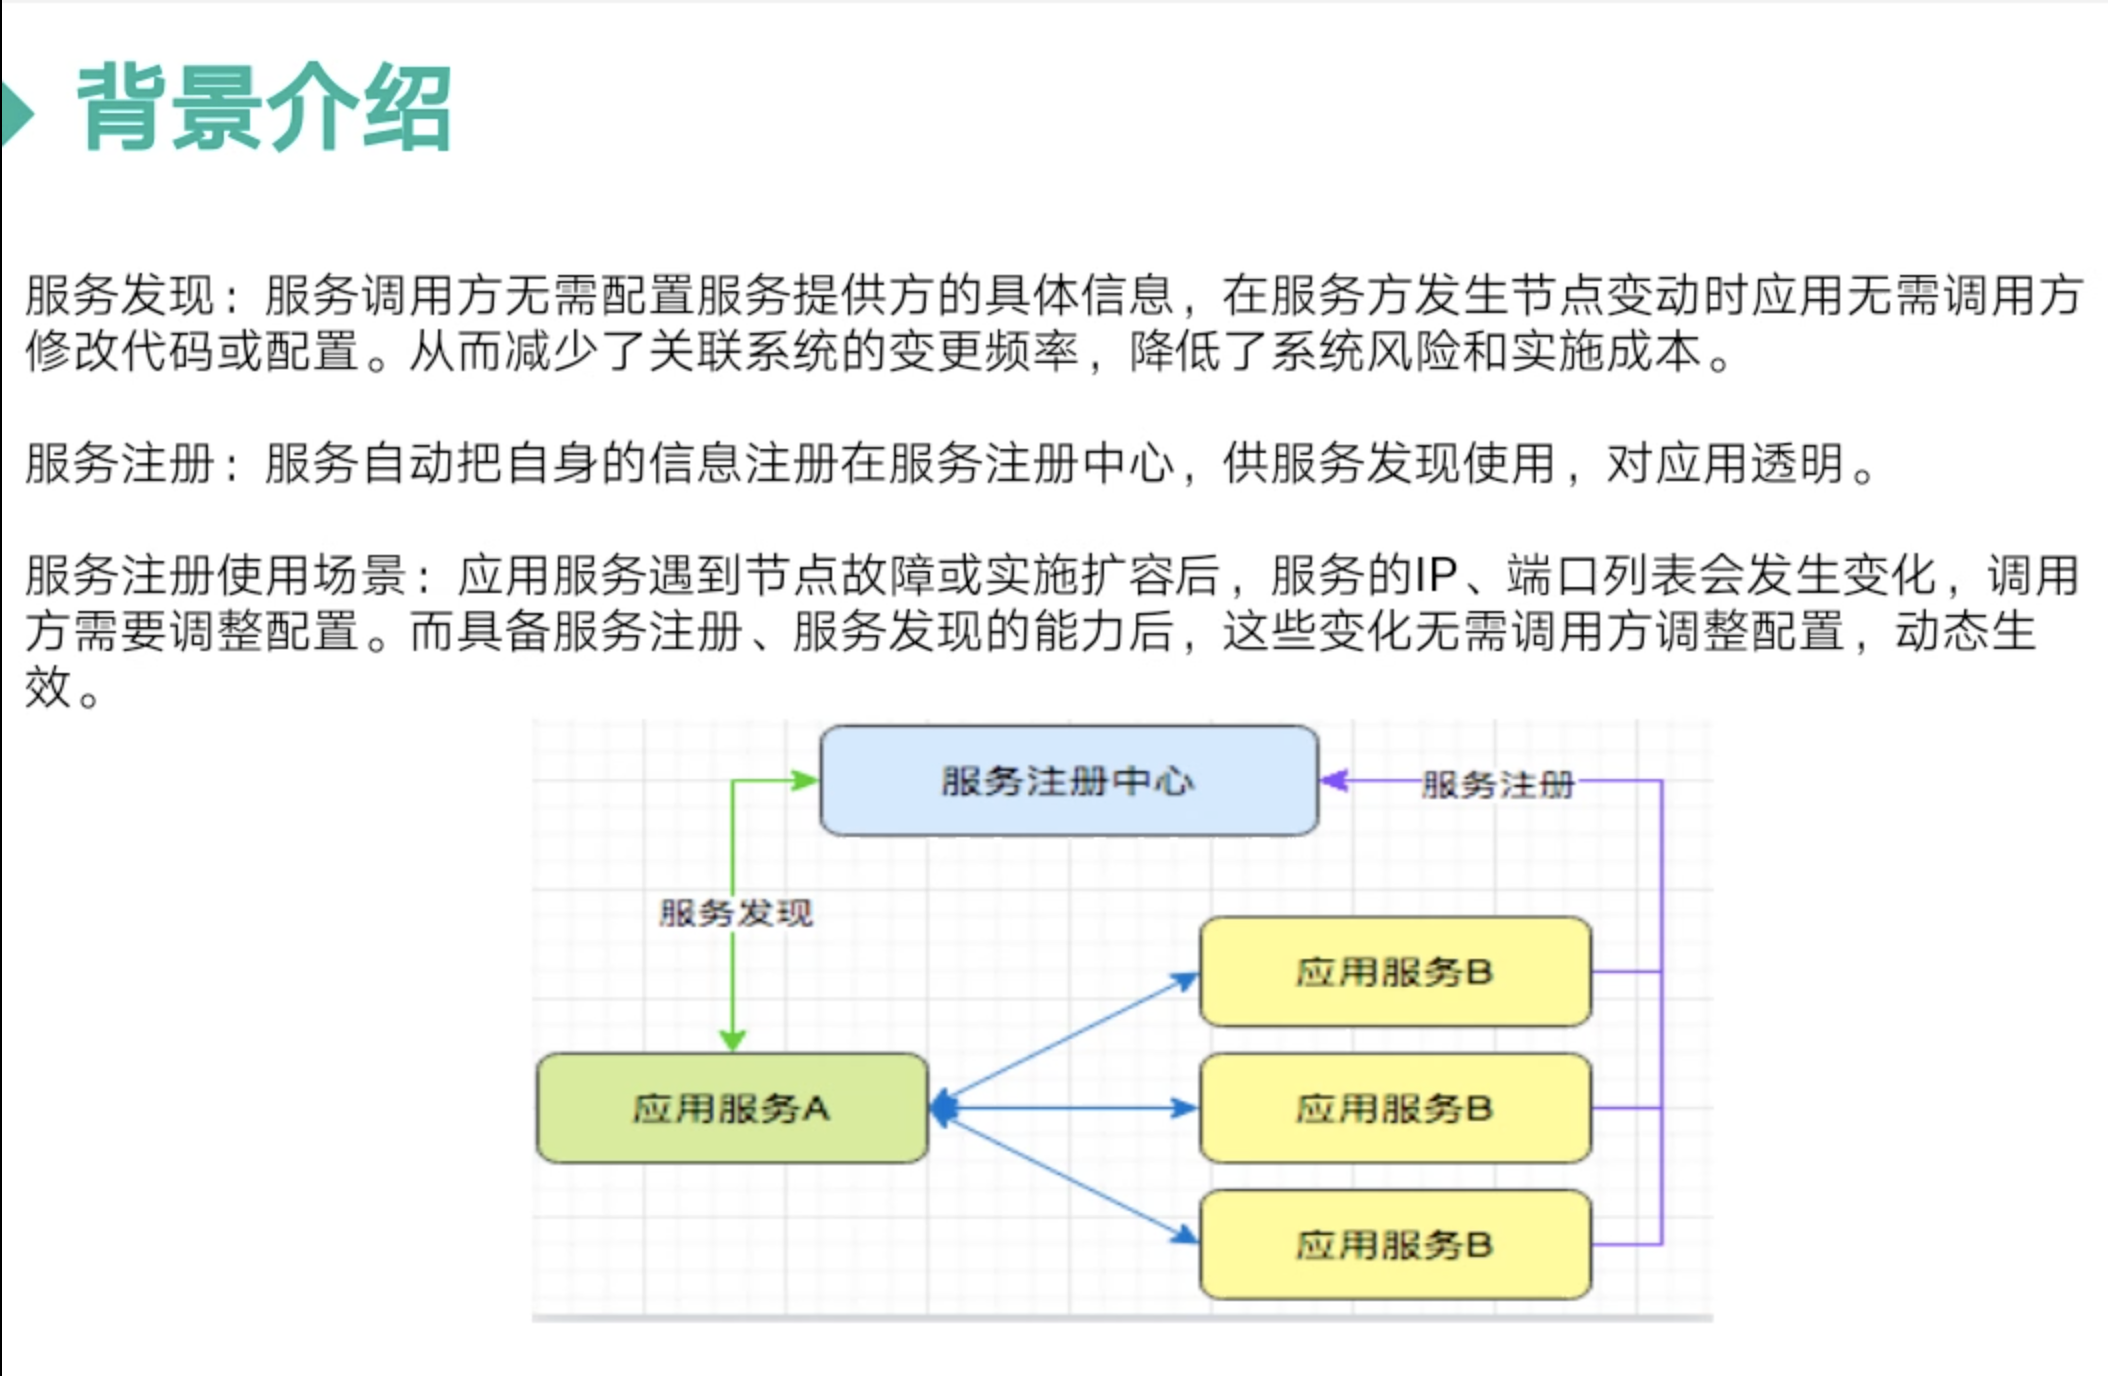 背景介绍
服务发现：服务调用方无需配置服务提供方的具体信息，在服务方发生节点变动时应用无需调用方
修改代码或配置。从而减少了关联系统的变更频率，降低了系统风险和实施成本。
服务注册：服务自动把自身的信息注册在服务注册中心，供服务发现使用，对应用透明。
服务注册使用场景：应用服务遇到节点故障或实施扩容后，服务的IP、端口列表会发生变化，调用
方需要调整配置。而具备服务注册、服务发现的能力后，这些变化无需调用方调整配置，动态生
效。
服务注册中心
服务注册
服务发现
应用服务B
应用服务A
应用服务B
应用服务B